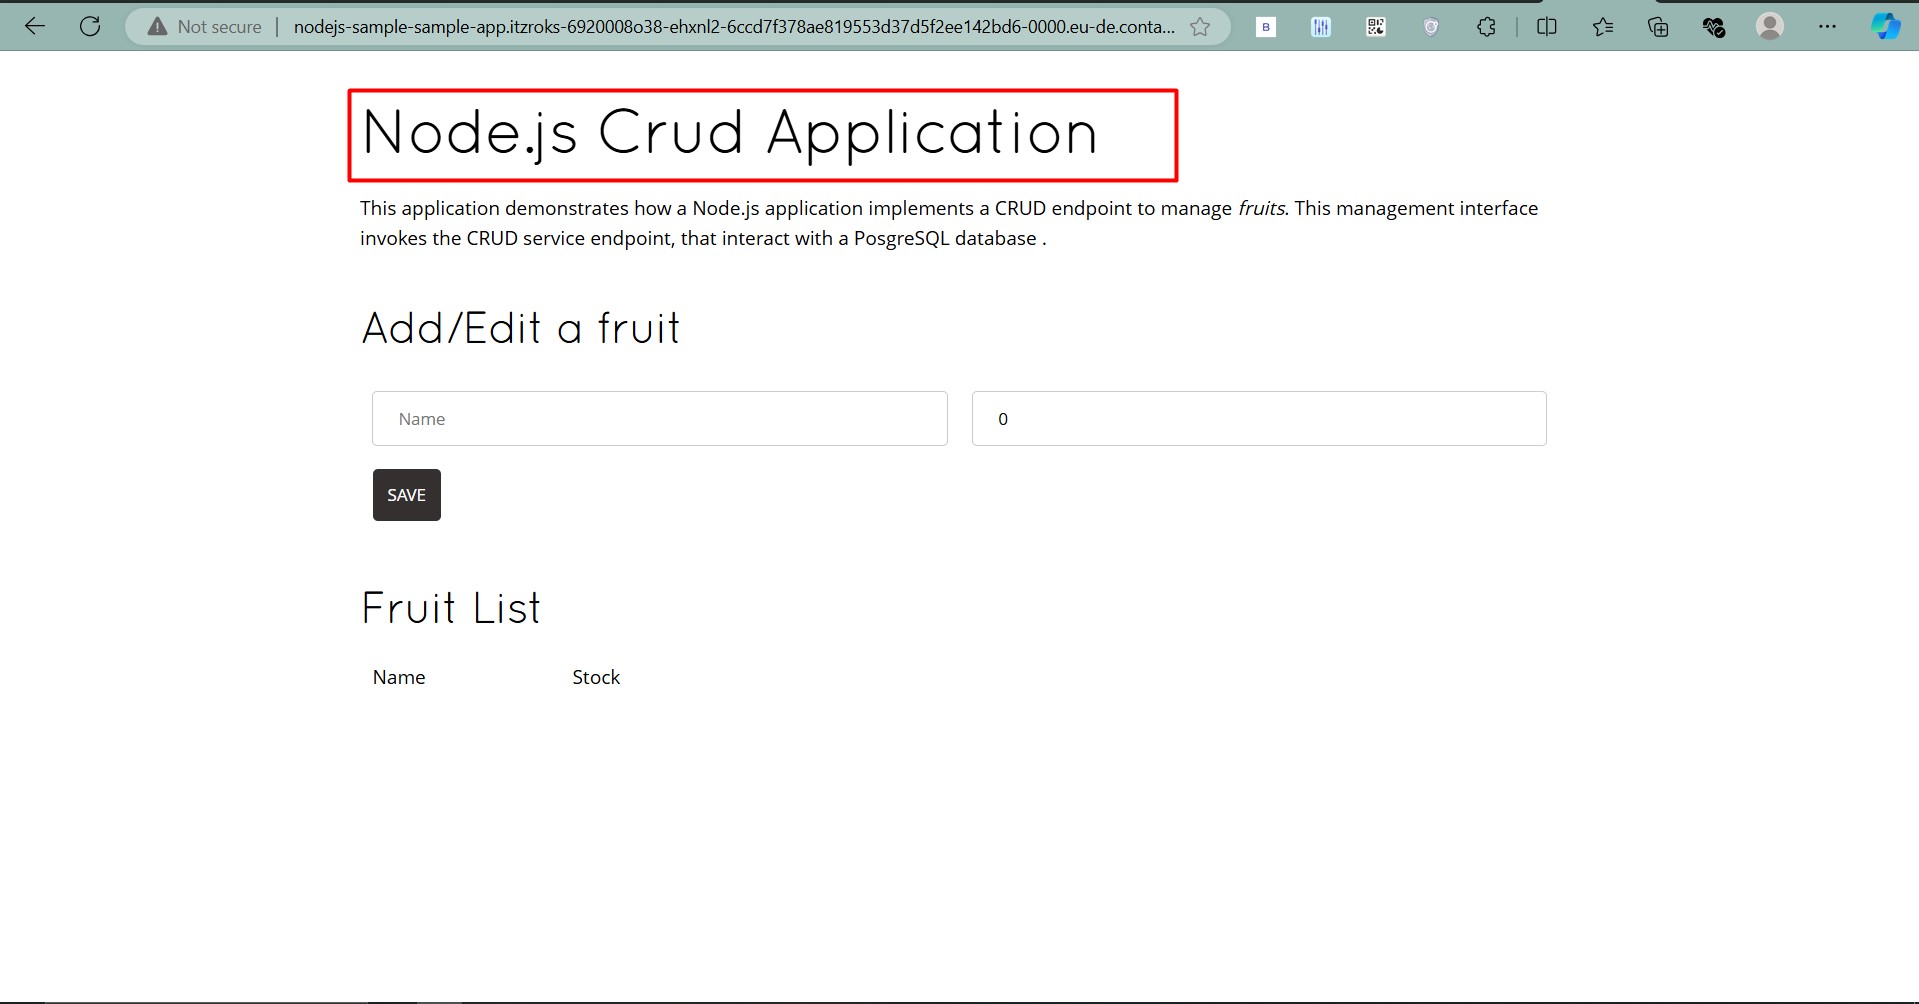 Not secure
nodejs-sample-sample-app.itzroks-6920008o38-ehxnl2-6ccd7f378ae819553d37d5f2ee142bd6-0000.eu-de.conta...
B
Node.js Crud Application
This application demonstrates how a Node.js application implements a CRUD endpoint to manage fruits. This management interface
invokes the CRUD service endpoint, that interact with a PosgreSQL database .
Add/Edit a fruit
Name
0
SAVE
Fruit List
Name Stock